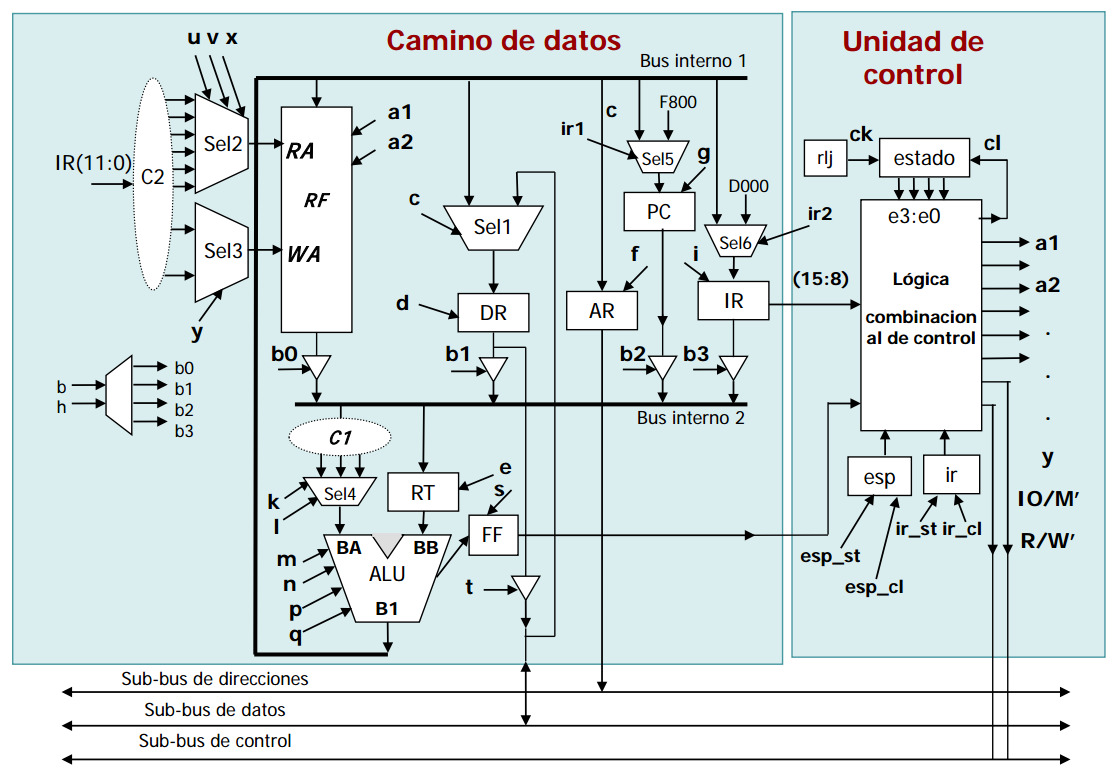 Camino de datos
Unidad de
control
Bus interno 1
u v x
F800
a1
c
ck
cl
ir1
a2
rlj
estado
Sel2
RA
Sel5
g
IR(11:0)
C2
D000
RF
PC
e3:e0
c
Sel1
ir2
a1
Sel3
WA
Sel6
f
i
(15:8)
Lógica
a2
IR
d
DR
AR
combinacion
al de control
.
y
b0
b1
b2
b3
b
h
b0
b1
b2
b3
.
Bus interno 2
.
C1
y
e
esp
ir
Sel4
RT
s
k
l
IO/M'
FF
ir_st ir_cl
R/W'
BA
BB
esp_st
m
ALU
n
t
esp_cl
p
B1
q
Sub-bus de direcciones
Sub-bus de datos
Sub-bus de control